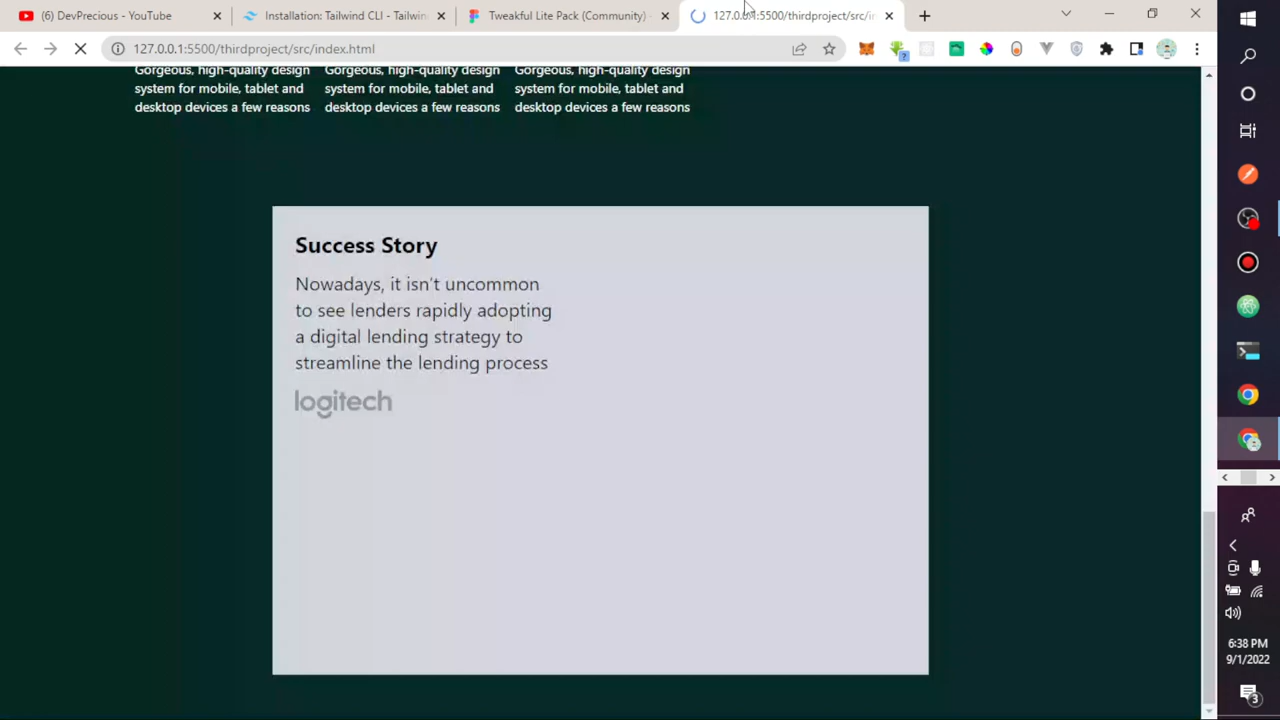 (6) DevPrecious - YouTube
Installation: Tailwind CLI - Tailwin
Tweakful Lite Pack (Community) -
127.0.0.1:5500/thirdproject/src/in
127.0.0.1:5500/thirdproject/src/index.html
Gorgeous, high-quality design
system for mobile, tablet and
desktop devices a few reasons
Gorgeous, high-quality design
system for mobile, tablet and
desktop devices a few reasons
Gorgeous, high-quality design
system for mobile, tablet and
desktop devices a few reasons
Success Story
Nowadays, it isn't uncommon
to see lenders rapidly adopting
a digital lending strategy to
streamline the lending process
logitech
6:38 PM
9/1/2022
3